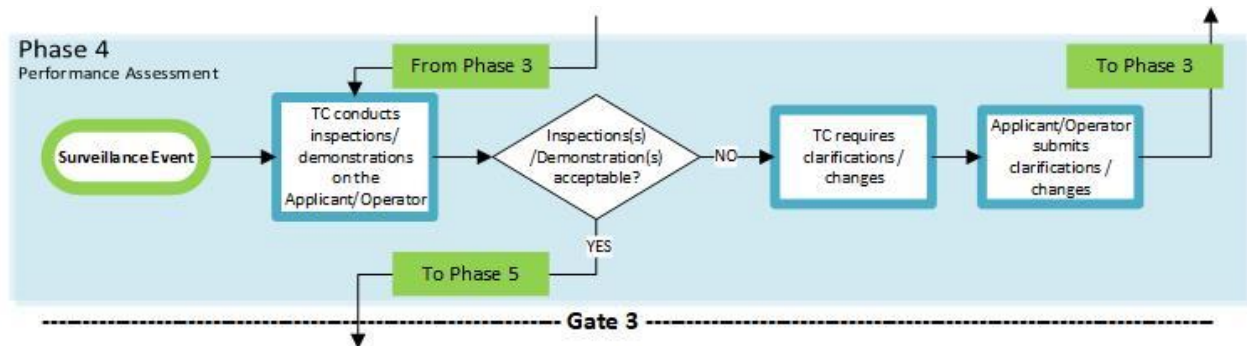 Phase 4
Performance Assessment
From Phase 3
To Phase 3
Surveillance Event
TC conducts
inspections/
demonstrations
on the
Applicant/Operator
Inspections(s)
/Demonstration(s)
acceptable?
NO
TC requires
clarifications /
changes
Applicant/Operator
submits
clarifications /
changes
YES
To Phase 5
Gate 3